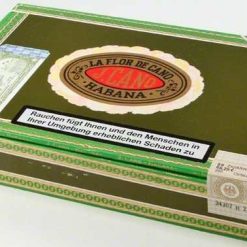 LA FLOR DE CANO
J. CANO
HABANA
Rauchen fügt Ihnen und den Menschen in
Ihrer Umgebung erheblichen Schaden zu